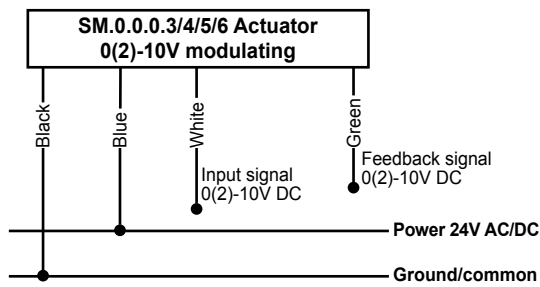 SM.0.0.0.3/4/5/6 Actuator
0(2)-10V modulating
Black
Blue
White
Green
Input signal
0(2)-10V DC
Feedback signal
0(2)-10V DC
Power 24V AC/DC
Ground/common